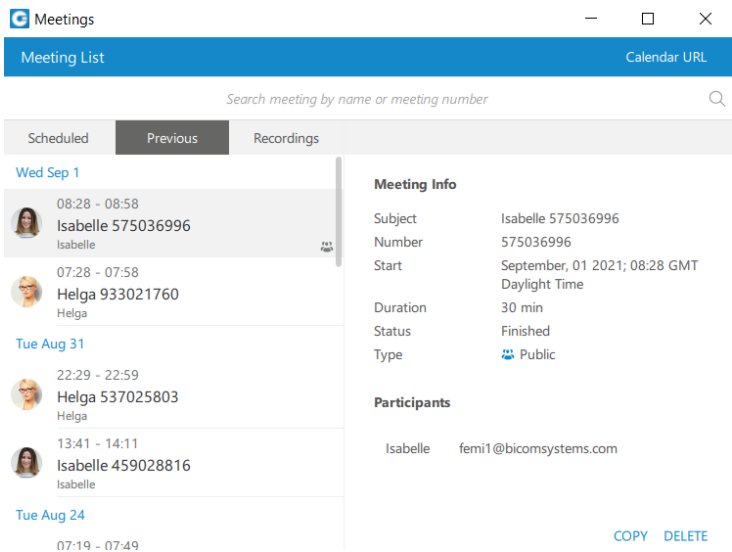 Meetings
Meeting List
Calendar URL
Search meeting by name or meeting number
Scheduled
Previous
Recordings
Wed Sep 1
08:28 - 08:58
Isabelle 575036996
Isabelle
07:28 - 07:58
Helga 933021760
Helga
Tue Aug 31
22:29 - 22:59
Helga 537025803
Helga
13:41 - 14:11
Isabelle 459028816
Isabelle
Tue Aug 24
07:19 - 07:49
Meeting Info
Subject Isabelle 575036996
Number 575036996
Start September, 01 2021; 08:28 GMT
Daylight Time
Duration 30 min
Status Finished
Type Public
Participants
Isabelle femi1@bicomsystems.com
COPY DELETE